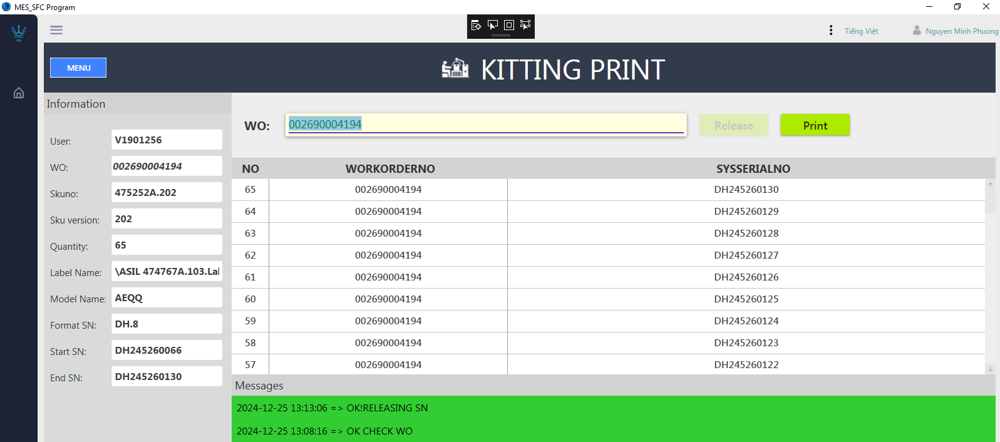 MES_SFC Program
Tiếng Việt
Nguyen Minh Phuong
MENU
KITTING PRINT
Information
User: V1901256
WO: 002690004194
Skuno: 475252A.202
Sku version: 202
Quantity: 65
Label Name: \ASIL 474767A.103.Lal
Model Name: AEQQ
Format SN: DH.8
Start SN: DH245260066
End SN: DH245260130
WO: 002690004194 Release Print
NO WORKORDERNO SYSSERIALNO
65 002690004194 DH245260130
64 002690004194 DH245260129
63 002690004194 DH245260128
62 002690004194 DH245260127
61 002690004194 DH245260126
60 002690004194 DH245260125
59 002690004194 DH245260124
58 002690004194 DH245260123
57 002690004194 DH245260122
Messages
2024-12-25 13:13:06 => OK!RELEASING SN
2024-12-25 13:08:16 => OK CHECK WO